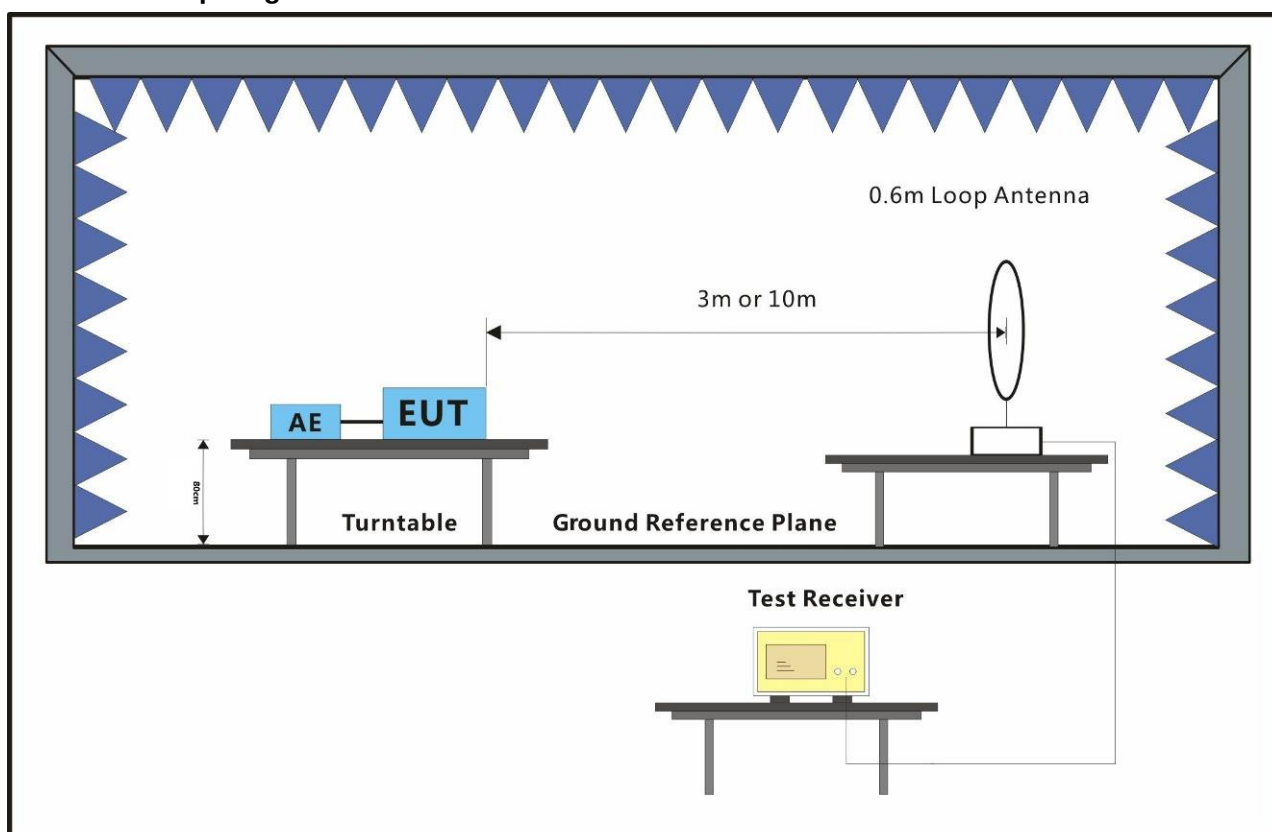 0.6m Loop Antenna
3m or 10m
AE
EUT
80cm
Turntable
Ground Reference Plane
Test Receiver